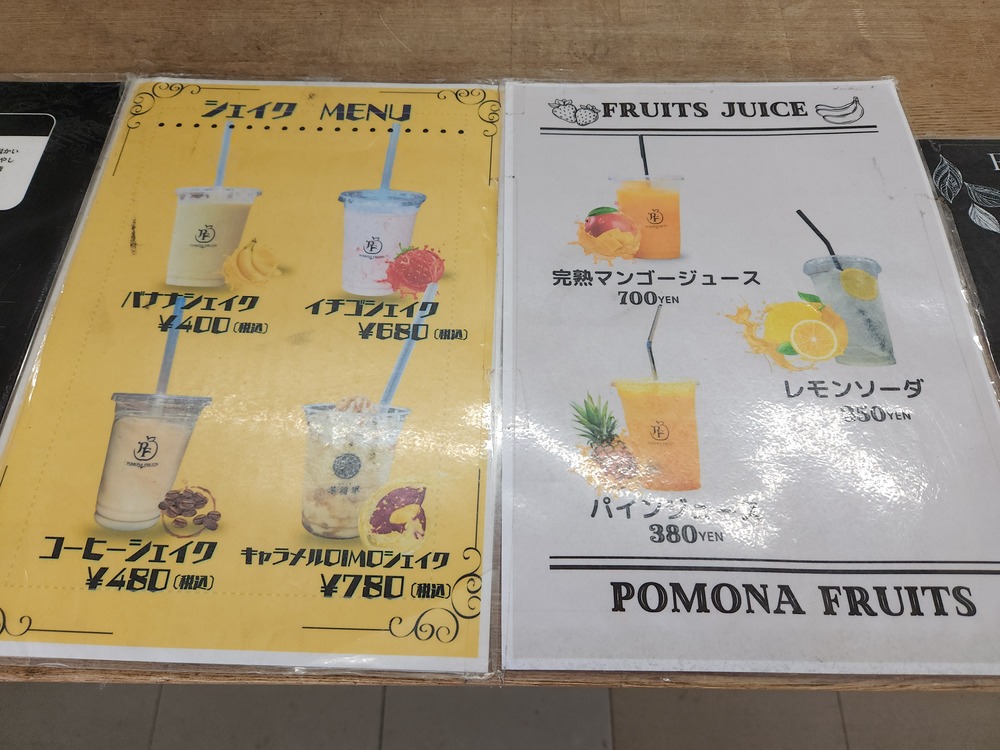 シェイク MENU
バナナシェイク
¥400(税込)
イチゴシェイク
¥680(税込)
コーヒーシェイク
¥480(税込)
キャラメルOIMOシェイク
¥780(税込)
FRUITS JUICE
完熟マンゴージュース
700YEN
レモンソーダ
350YEN
パインジュース
380YEN
POMONA FRUITS